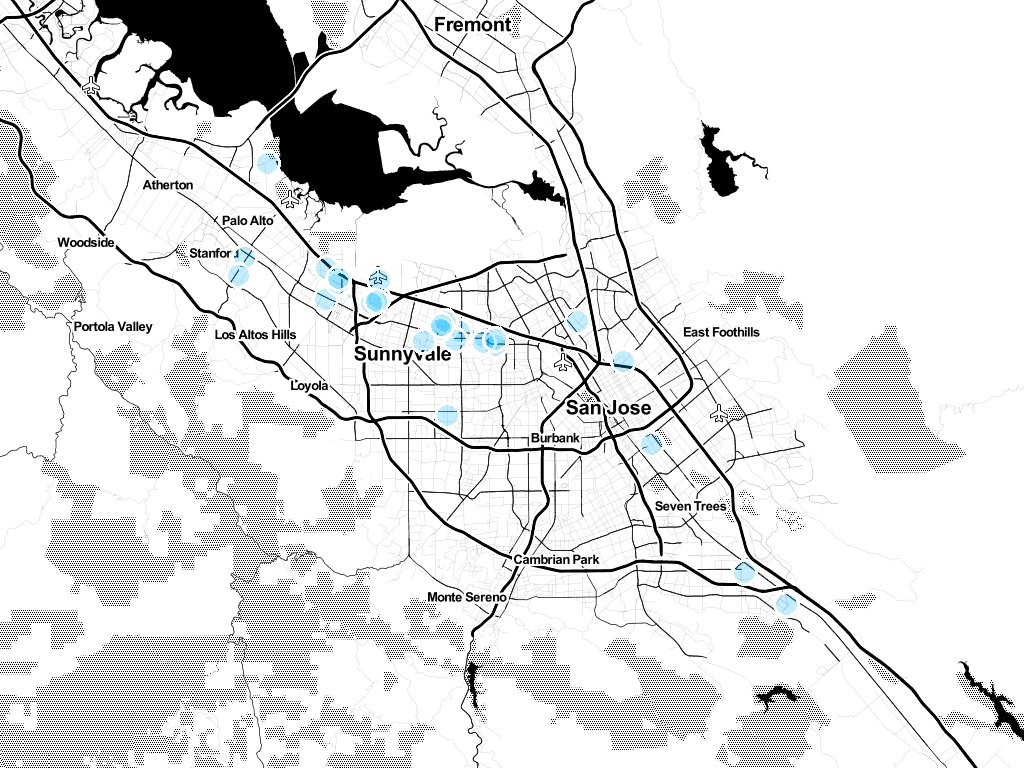 Fremont
Atherton
Palo Alto
Woodside
Stanford
Portola Valley
Los Altos Hills
East Foothills
Sunnyvale
Loyola
San Jose
Burbank
Seven Trees
Cambrian Park
Monte Sereno